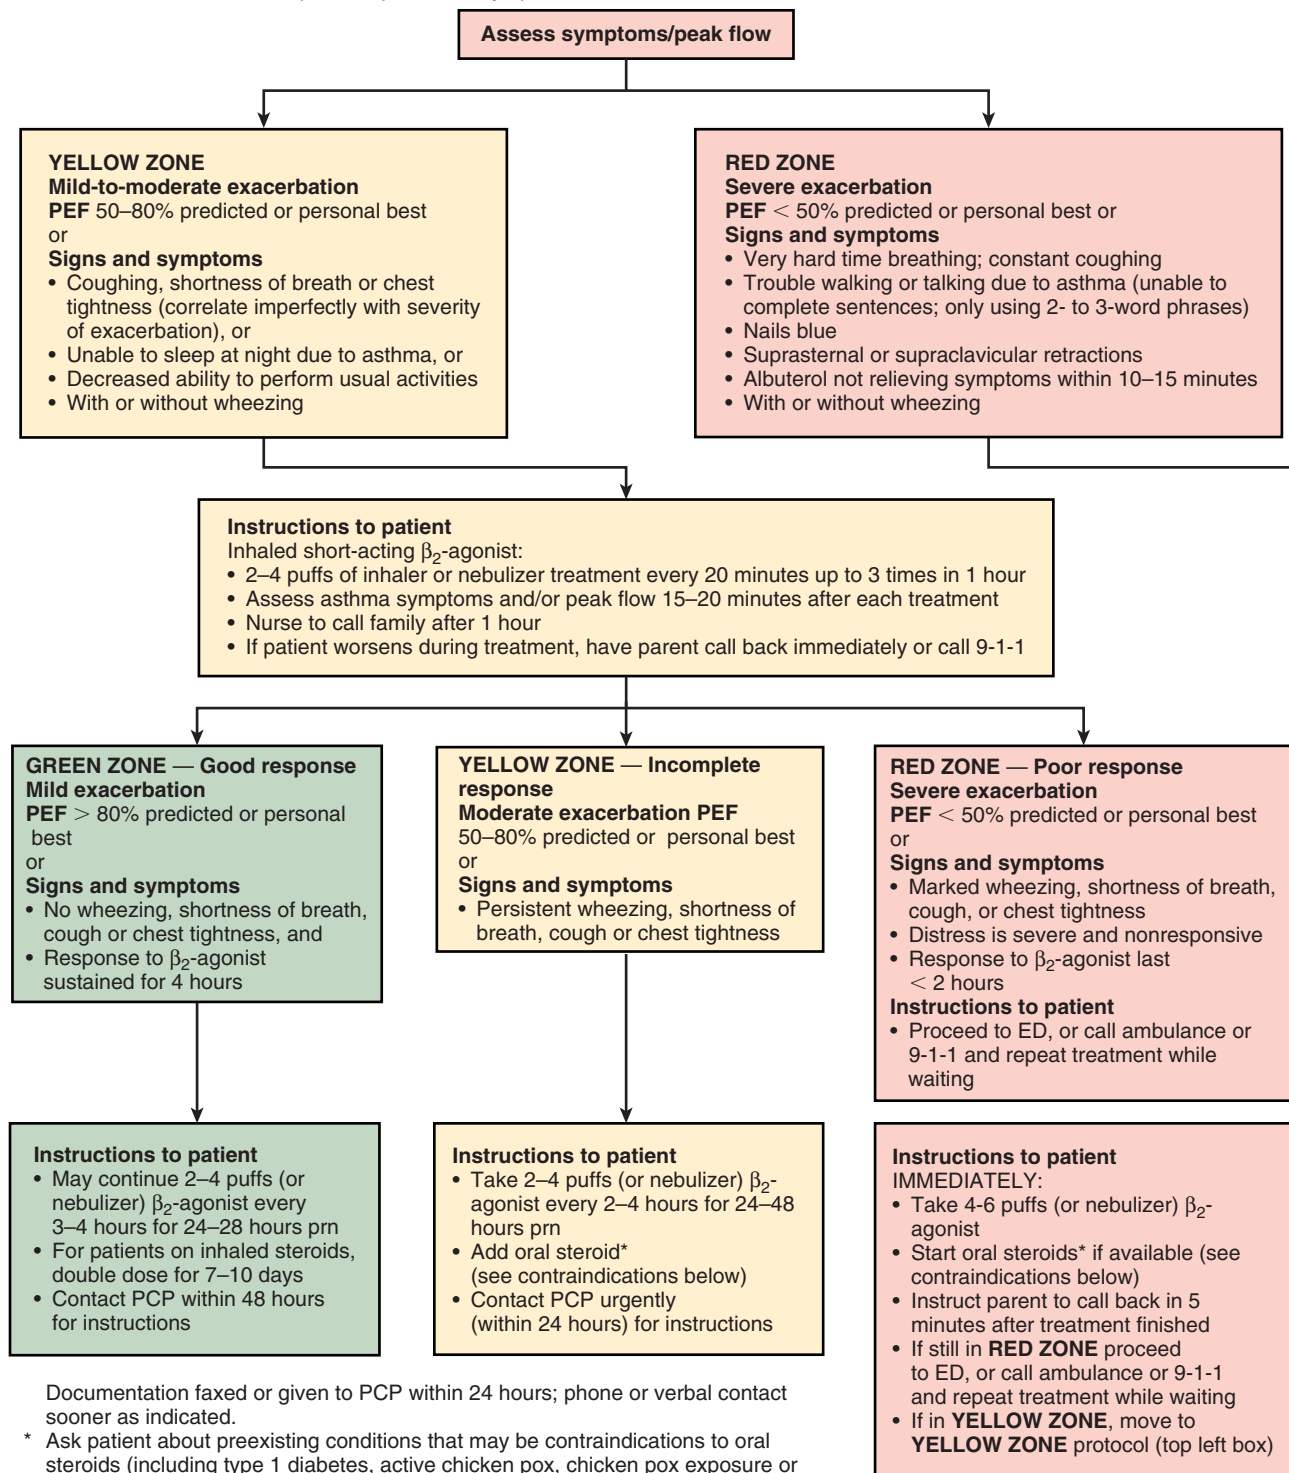 Assess symptoms/peak flow
YELLOW ZONE
Mild-to-moderate exacerbation
PEF 50–80% predicted or personal best
or
Signs and symptoms
• Coughing, shortness of breath or chest
tightness (correlate imperfectly with severity
of exacerbation), or
• Unable to sleep at night due to asthma, or
• Decreased ability to perform usual activities
• With or without wheezing
RED ZONE
Severe exacerbation
PEF < 50% predicted or personal best or
Signs and symptoms
• Very hard time breathing; constant coughing
• Trouble walking or talking due to asthma (unable to
complete sentences; only using 2- to 3-word phrases)
• Nails blue
• Suprasternal or supraclavicular retractions
• Albuterol not relieving symptoms within 10–15 minutes
• With or without wheezing
Instructions to patient
Inhaled short-acting β₂-agonist:
• 2–4 puffs of inhaler or nebulizer treatment every 20 minutes up to 3 times in 1 hour
• Assess asthma symptoms and/or peak flow 15–20 minutes after each treatment
• Nurse to call family after 1 hour
• If patient worsens during treatment, have parent call back immediately or call 9-1-1
GREEN ZONE — Good response
Mild exacerbation
PEF > 80% predicted or personal
best
or
Signs and symptoms
• No wheezing, shortness of breath,
cough or chest tightness, and
• Response to β₂-agonist
sustained for 4 hours
YELLOW ZONE — Incomplete
response
Moderate exacerbation PEF
50–80% predicted or personal best
or
Signs and symptoms
• Persistent wheezing, shortness of
breath, cough or chest tightness
RED ZONE — Poor response
Severe exacerbation
PEF < 50% predicted or personal best
or
Signs and symptoms
• Marked wheezing, shortness of breath,
cough, or chest tightness
• Distress is severe and nonresponsive
• Response to β₂-agonist last
< 2 hours
Instructions to patient
• Proceed to ED, or call ambulance or
9-1-1 and repeat treatment while
waiting
Instructions to patient
• May continue 2–4 puffs (or
nebulizer) β₂-agonist every
3–4 hours for 24–28 hours prn
• For patients on inhaled steroids,
double dose for 7–10 days
• Contact PCP within 48 hours
for instructions
Instructions to patient
• Take 2–4 puffs (or nebulizer) β₂-
agonist every 2–4 hours for 24–48
hours prn
• Add oral steroid*
(see contraindications below)
• Contact PCP urgently
(within 24 hours) for instructions
Instructions to patient
IMMEDIATELY:
• Take 4-6 puffs (or nebulizer) β₂-
agonist
• Start oral steroids* if available (see
contraindications below)
• Instruct parent to call back in 5
minutes after treatment finished
• If still in RED ZONE proceed
to ED, or call ambulance or 9-1-1
and repeat treatment while waiting
• If in YELLOW ZONE, move to
YELLOW ZONE protocol (top left box)
Documentation faxed or given to PCP within 24 hours; phone or verbal contact
sooner as indicated.
* Ask patient about preexisting conditions that may be contraindications to oral
steroids (including type 1 diabetes, active chicken pox, chicken pox exposure or